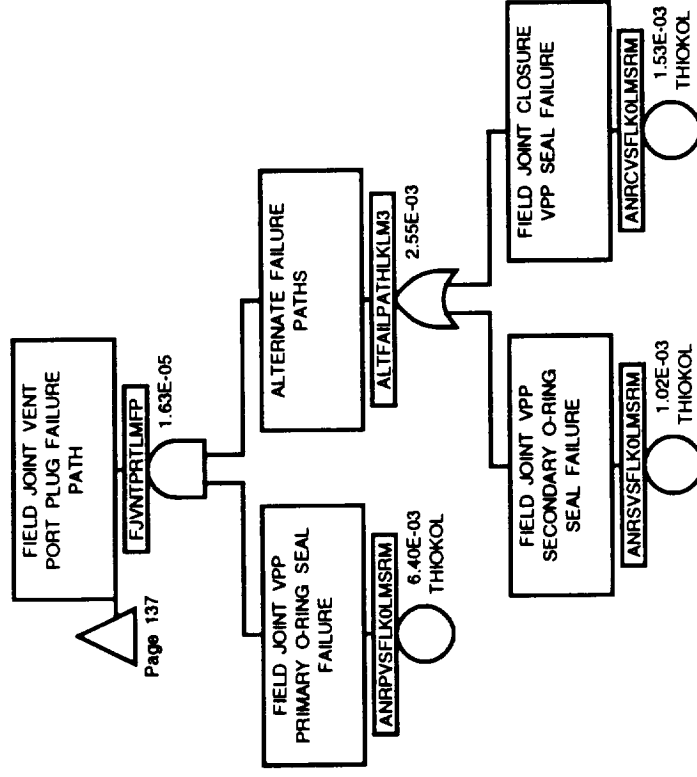 FIELD JOINT VENT
PORT PLUG FAILURE
PATH
FJVNTPRTLMFP
1.63E-05
Page 137
FIELD JOINT VPP
PRIMARY O-RING SEAL
FAILURE
ANRPVSFLK0LMSRM
6.40E-03
THIOKOL
ALTERNATE FAILURE
PATHS
ALTFAILPATHLKLM3
2.55E-03
FIELD JOINT VPP
SECONDARY O-RING
SEAL FAILURE
ANRSVSFLK0LMSRM
1.02E-03
THIOKOL
FIELD JOINT CLOSURE
VPP SEAL FAILURE
ANRCVSFLK0LMSRM
1.53E-03
THIOKOL